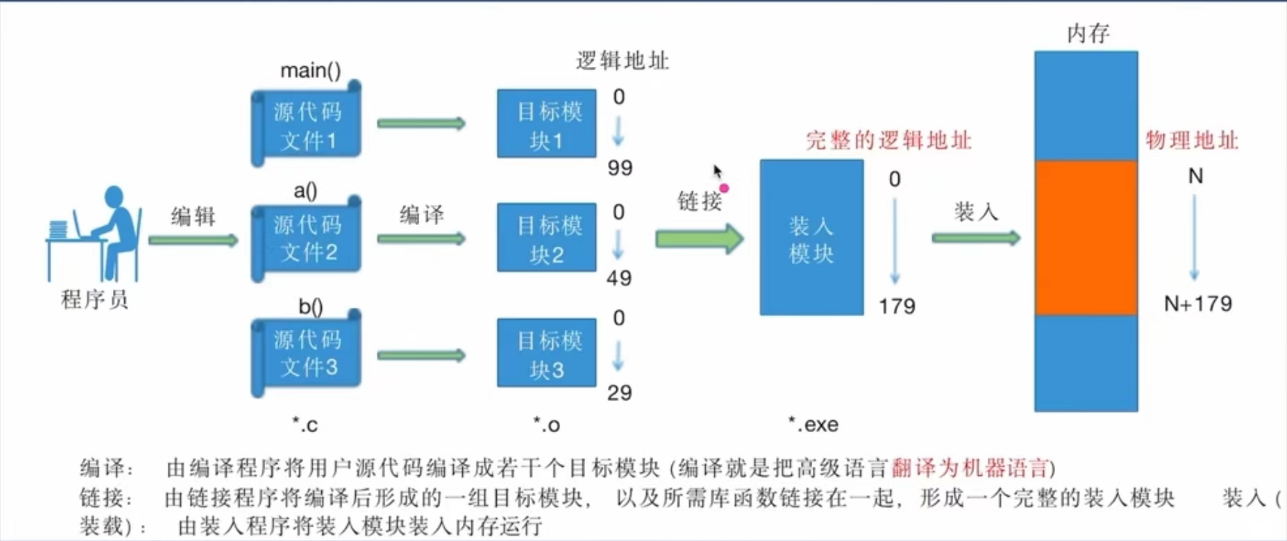 内存
逻辑地址
main()
源代码
文件1
目标模
块1
0
99
完整的逻辑地址
物理地址
程序员
编辑
a()
源代码
文件2
编译
目标模
块2
0
49
链接
装入
模块
0
179
装入
N
N+179
b()
源代码
文件3
目标模
块3
0
29
*.c
*.o
*.exe
编译： 由编译程序将用户源代码编译成若干个目标模块 (编译就是把高级语言翻译为机器语言)
链接： 由链接程序将编译后形成的一组目标模块， 以及所需库函数链接在一起，形成一个完整的装入模块 装入 (
装载)： 由装入程序将装入模块装入内存运行